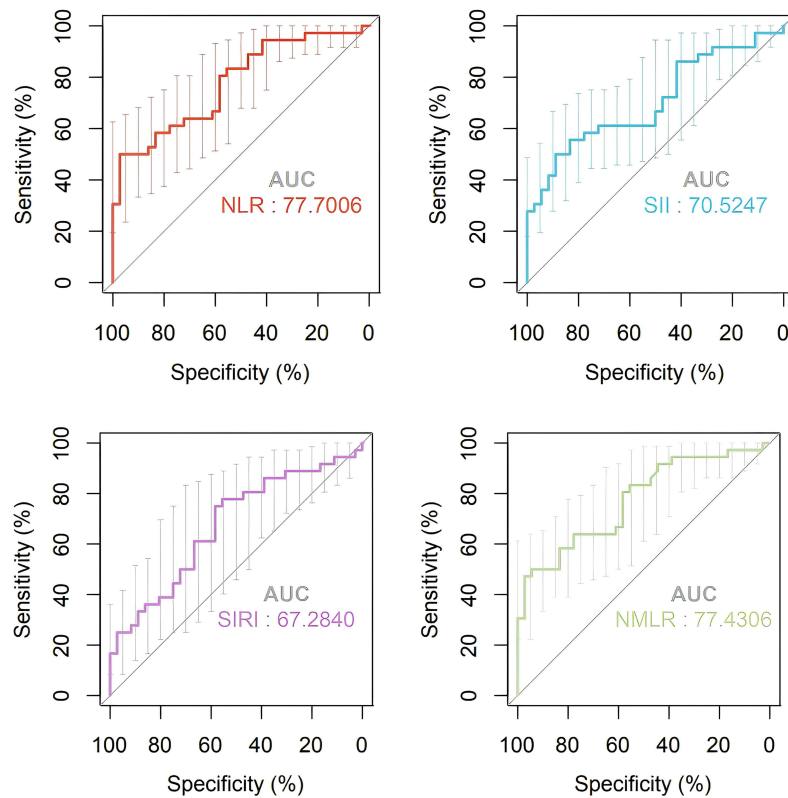 Sensitivity (%)
100
80
60
40
20
0
AUC
NLR : 77.7006
100 80 60 40 20 0
Specificity (%)
Sensitivity (%)
100
80
60
40
20
0
AUC
SII : 70.5247
100 80 60 40 20 0
Specificity (%)
Sensitivity (%)
100
80
60
40
20
0
AUC
SIRI : 67.2840
100 80 60 40 20 0
Specificity (%)
Sensitivity (%)
100
80
60
40
20
0
AUC
NMLR : 77.4306
100 80 60 40 20 0
Specificity (%)